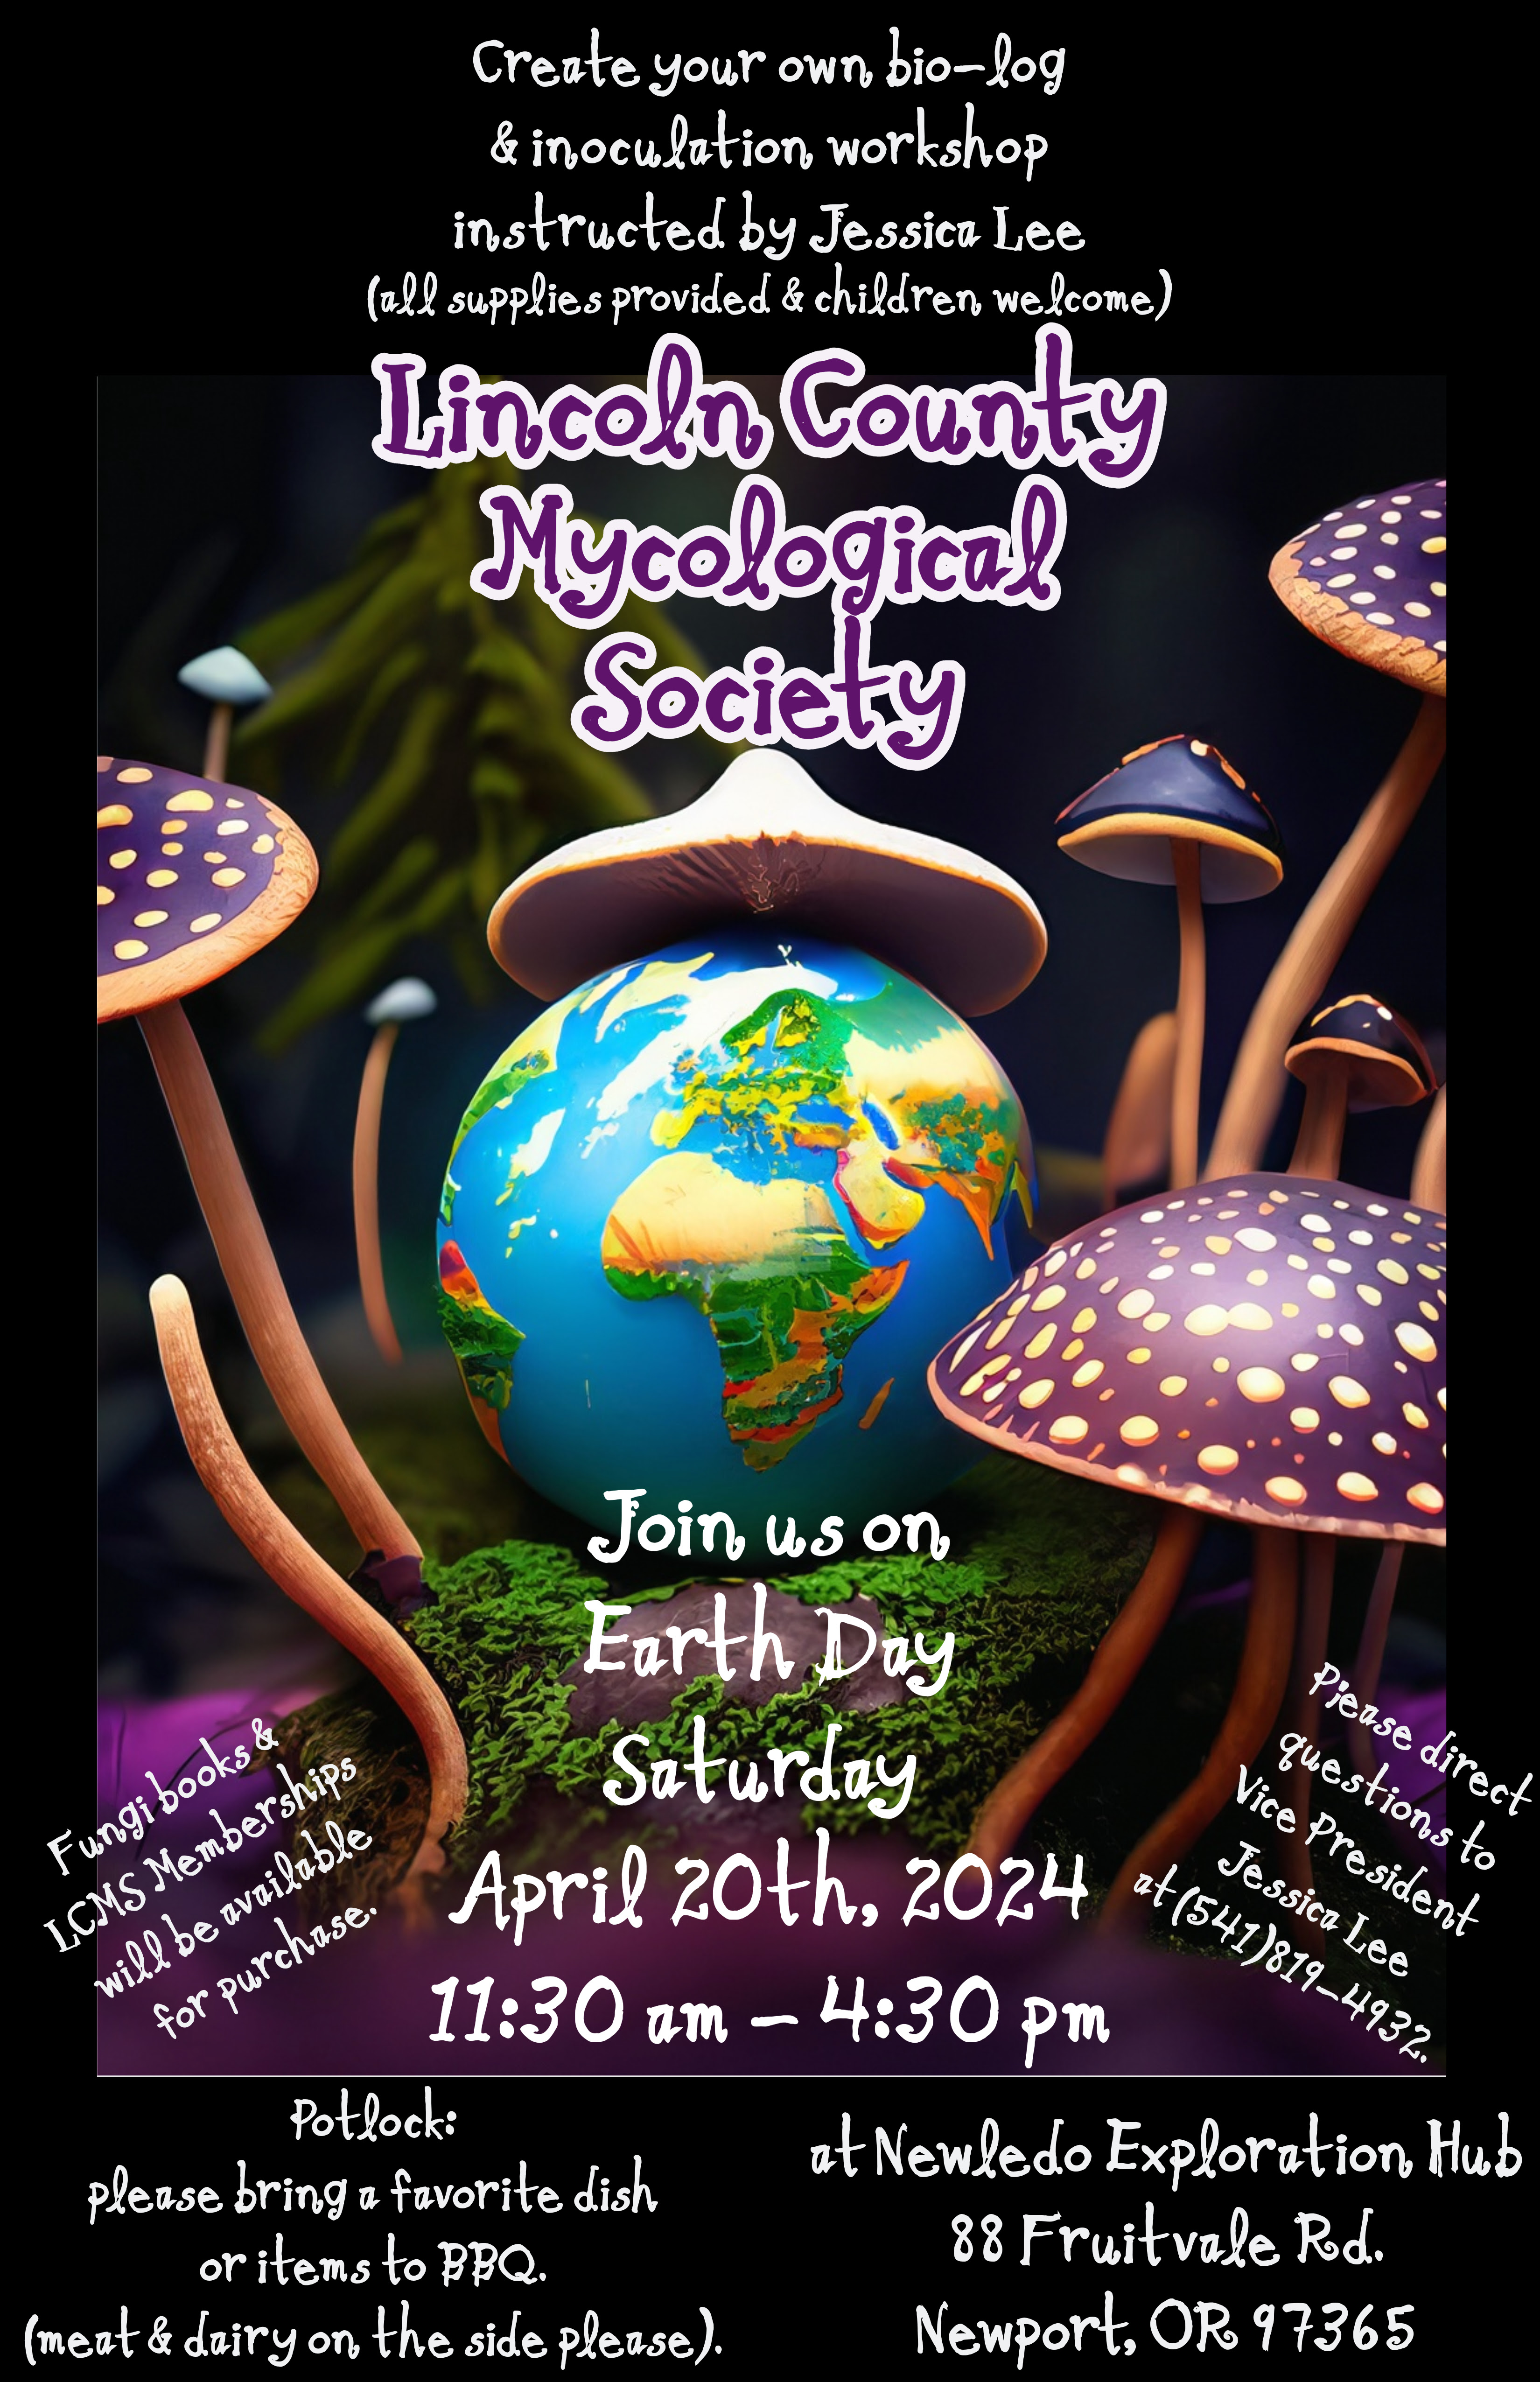 Create your own bio-log
& inoculation workshop
instructed by Jessica Lee
(all supplies provided & children welcome)
Lincoln County
Mycological
Society
Join us on
Earth Day
Saturday
April 20th, 2024
11:30 am - 4:30 pm
Fungi books &
LCMS Memberships
will be available
for purchase.
Please direct
questions to
Vice President
Jessica Lee
at (541)819-4932.
Potlock:
please bring a favorite dish
or items to BBQ.
(meat & dairy on the side please).
at Newledo Exploration Hub
88 Fruitvale Rd.
Newport, OR 97365